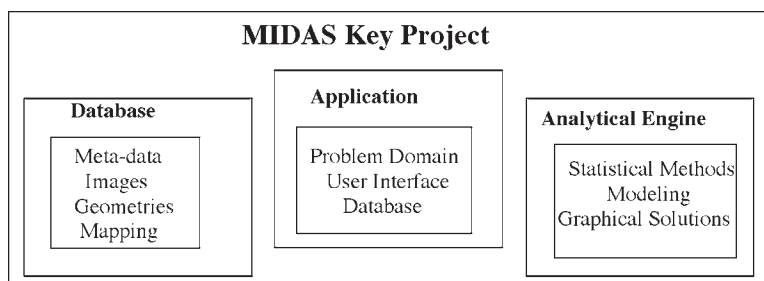 MIDAS Key Project
Database
Meta-data
Images
Geometries
Mapping
Application
Problem Domain
User Interface
Database
Analytical Engine
Statistical Methods
Modeling
Graphical Solutions